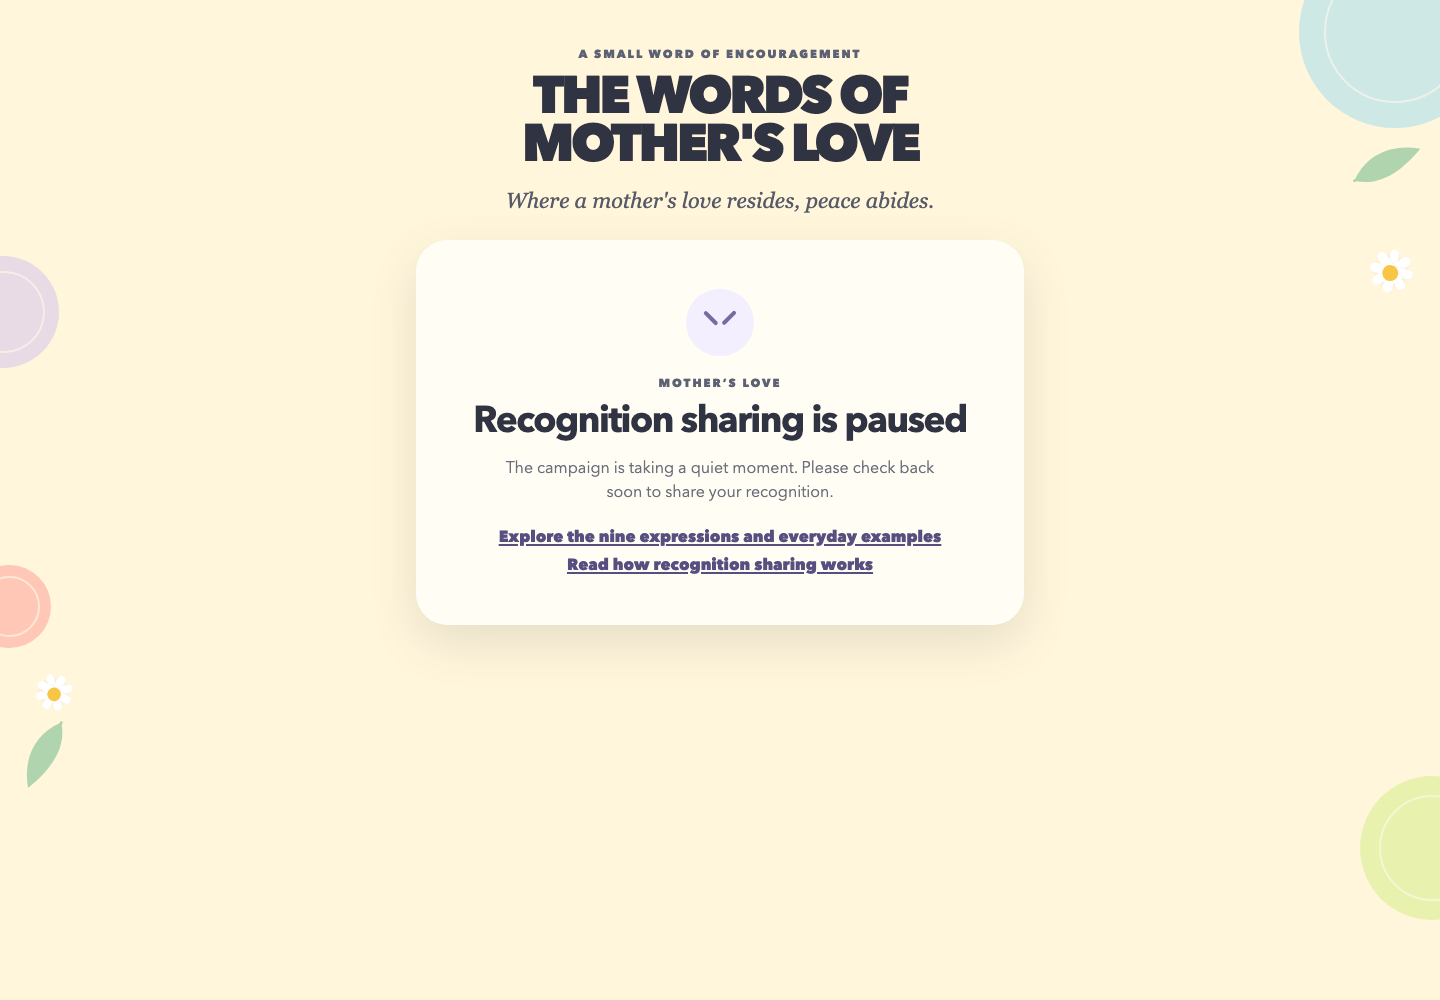 A SMALL WORD OF ENCOURAGEMENT
THE WORDS OF
MOTHER'S LOVE
Where a mother's love resides, peace abides.
MOTHER’S LOVE
Recognition sharing is paused
The campaign is taking a quiet moment. Please check back
soon to share your recognition.
Explore the nine expressions and everyday examples
Read how recognition sharing works